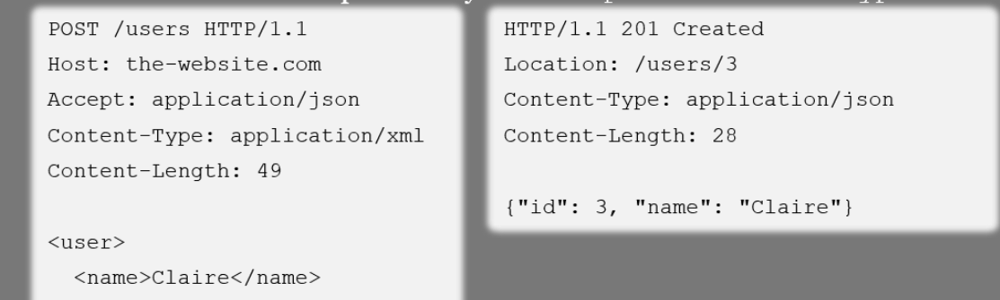 POST /users HTTP/1.1
Host: the-website.com
Accept: application/json
Content-Type: application/xml
Content-Length: 49
<user>
<name>Claire</name>
HTTP/1.1 201 Created
Location: /users/3
Content-Type: application/json
Content-Length: 28
{"id": 3, "name": "Claire"}